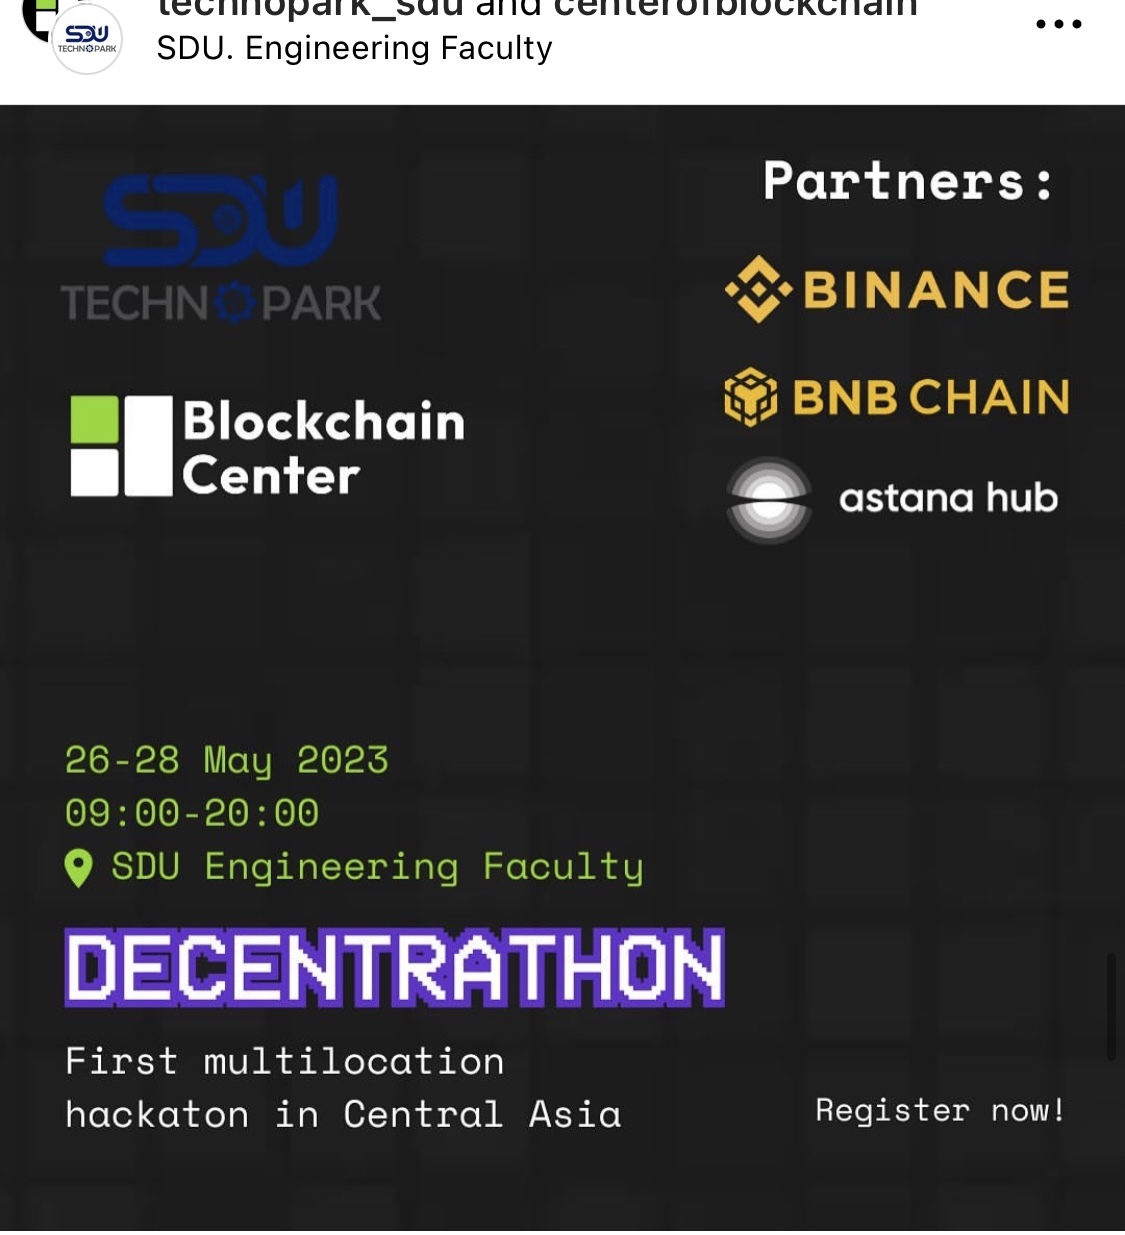 technopark_sdu and centerofblockchain
SDU. Engineering Faculty
SDU
TECHNOPARK
SDU
TECHNOPARK
Blockchain
Center
Partners:
BINANCE
BNB CHAIN
astana hub
26-28 May 2023
09:00-20:00
SDU Engineering Faculty
DECENTRATHON
First multilocation
hackaton in Central Asia
Register now!